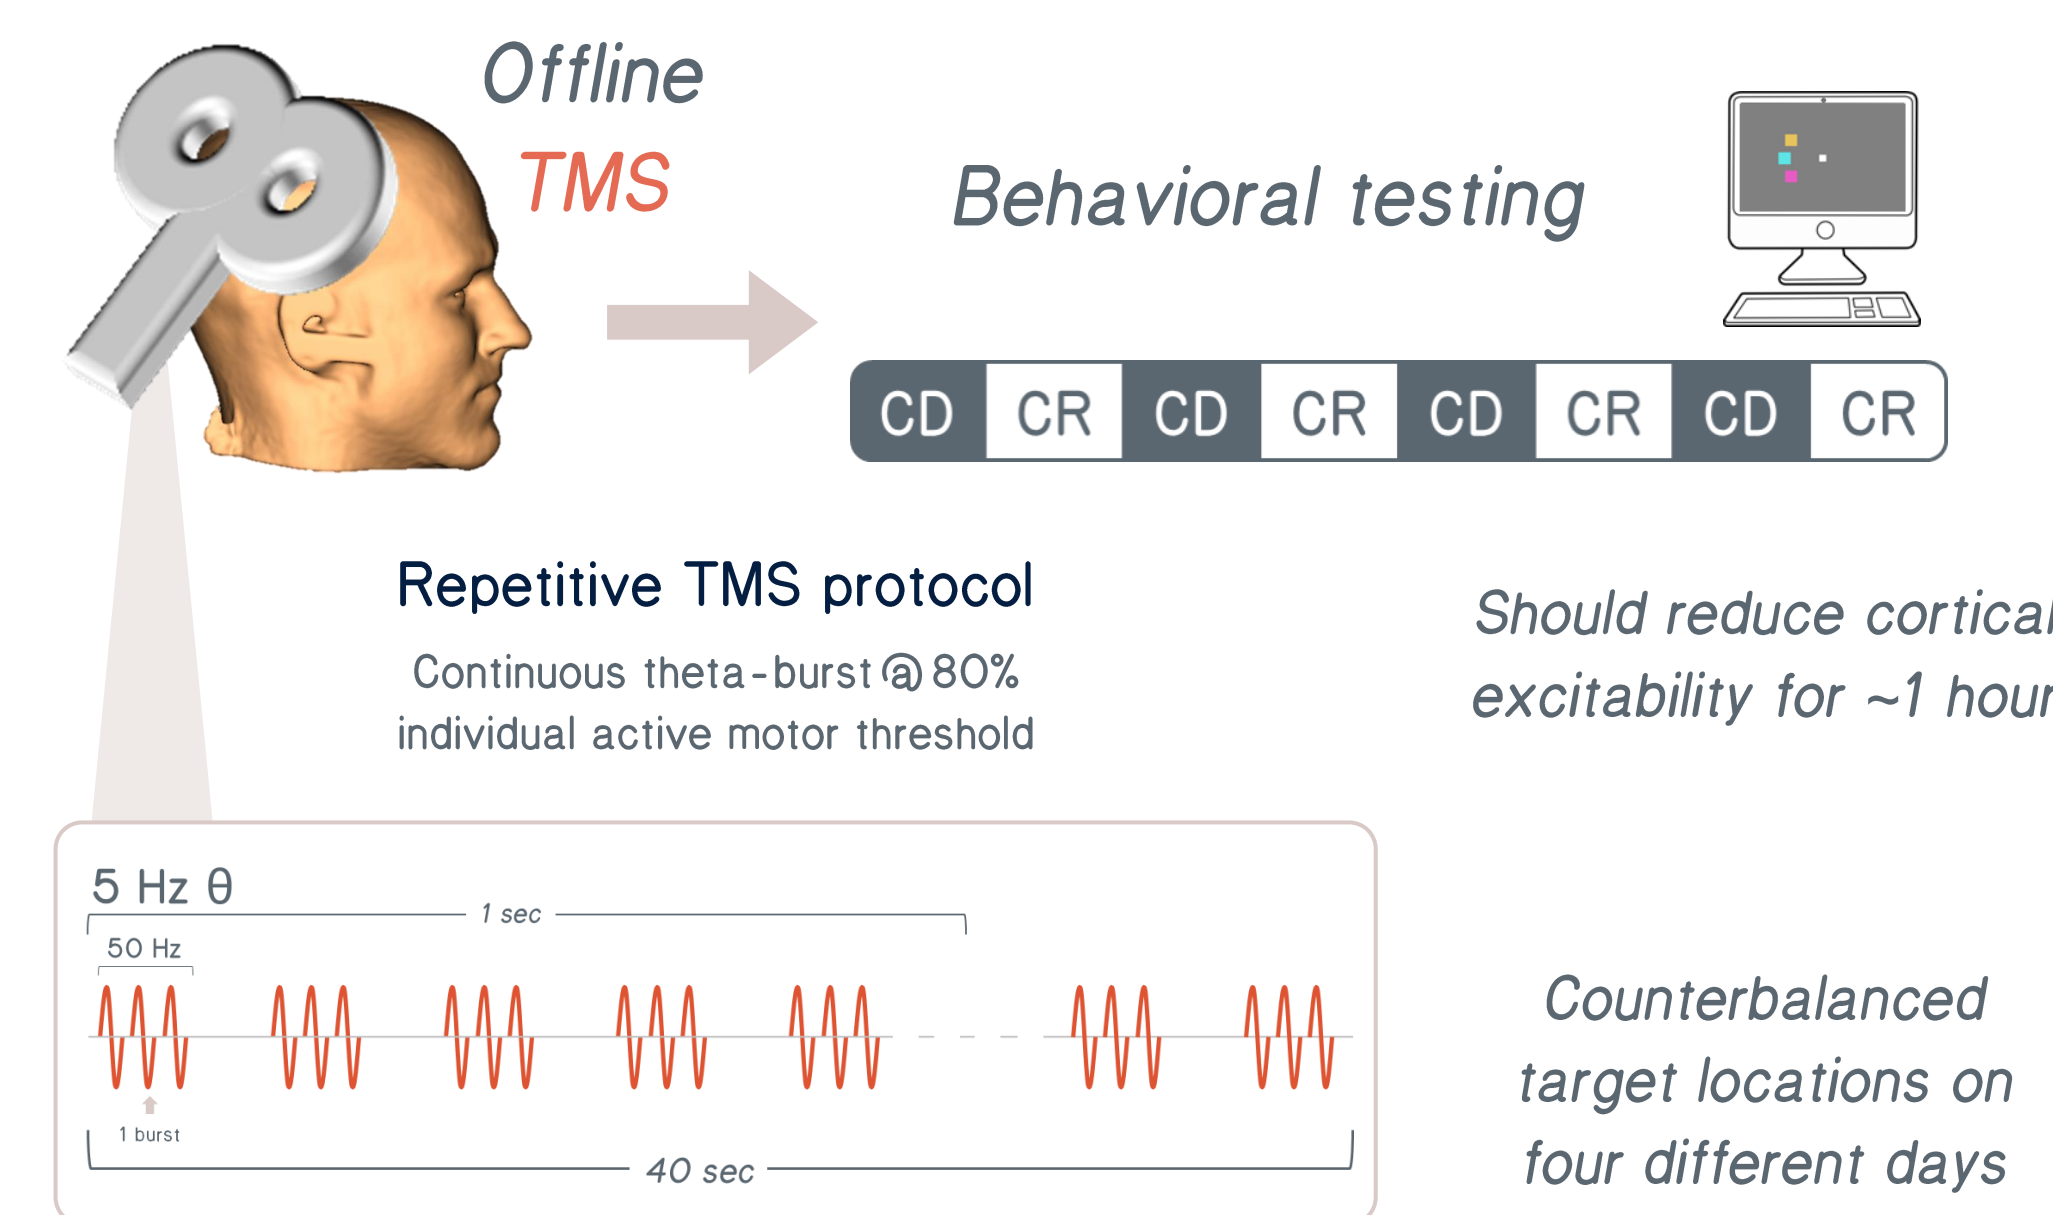 Offline
TMS
Behavioral testing
CD CR CD CR CD CR CD CR
Repetitive TMS protocol
Continuous theta-burst @ 80%
individual active motor threshold
Should reduce cortical
excitability for ~1 hour
5 Hz θ
1 sec
50 Hz
1 burst
40 sec
Counterbalanced
target locations on
four different days